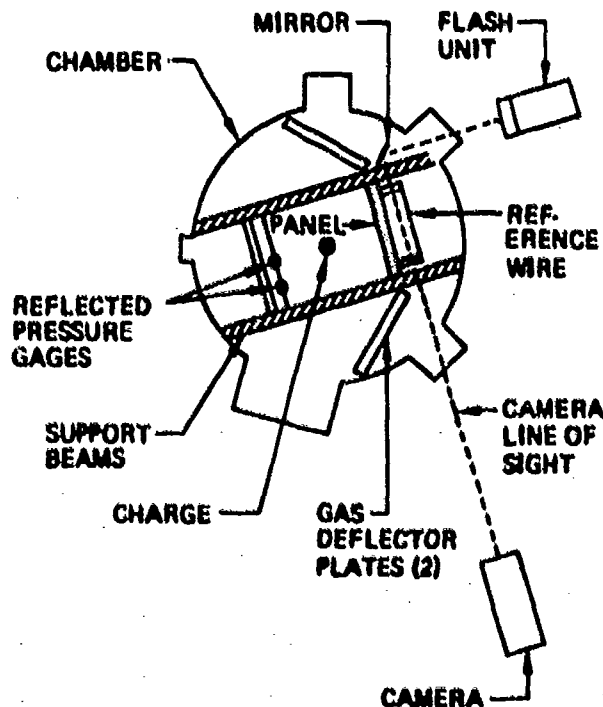 MIRROR
FLASH
UNIT
CHAMBER
PANEL
REF-
ERENCE
WIRE
REFLECTED
PRESSURE
GAGES
SUPPORT
BEAMS
CHARGE
GAS
DEFLECTOR
PLATES (2)
CAMERA
LINE OF
SIGHT
CAMERA